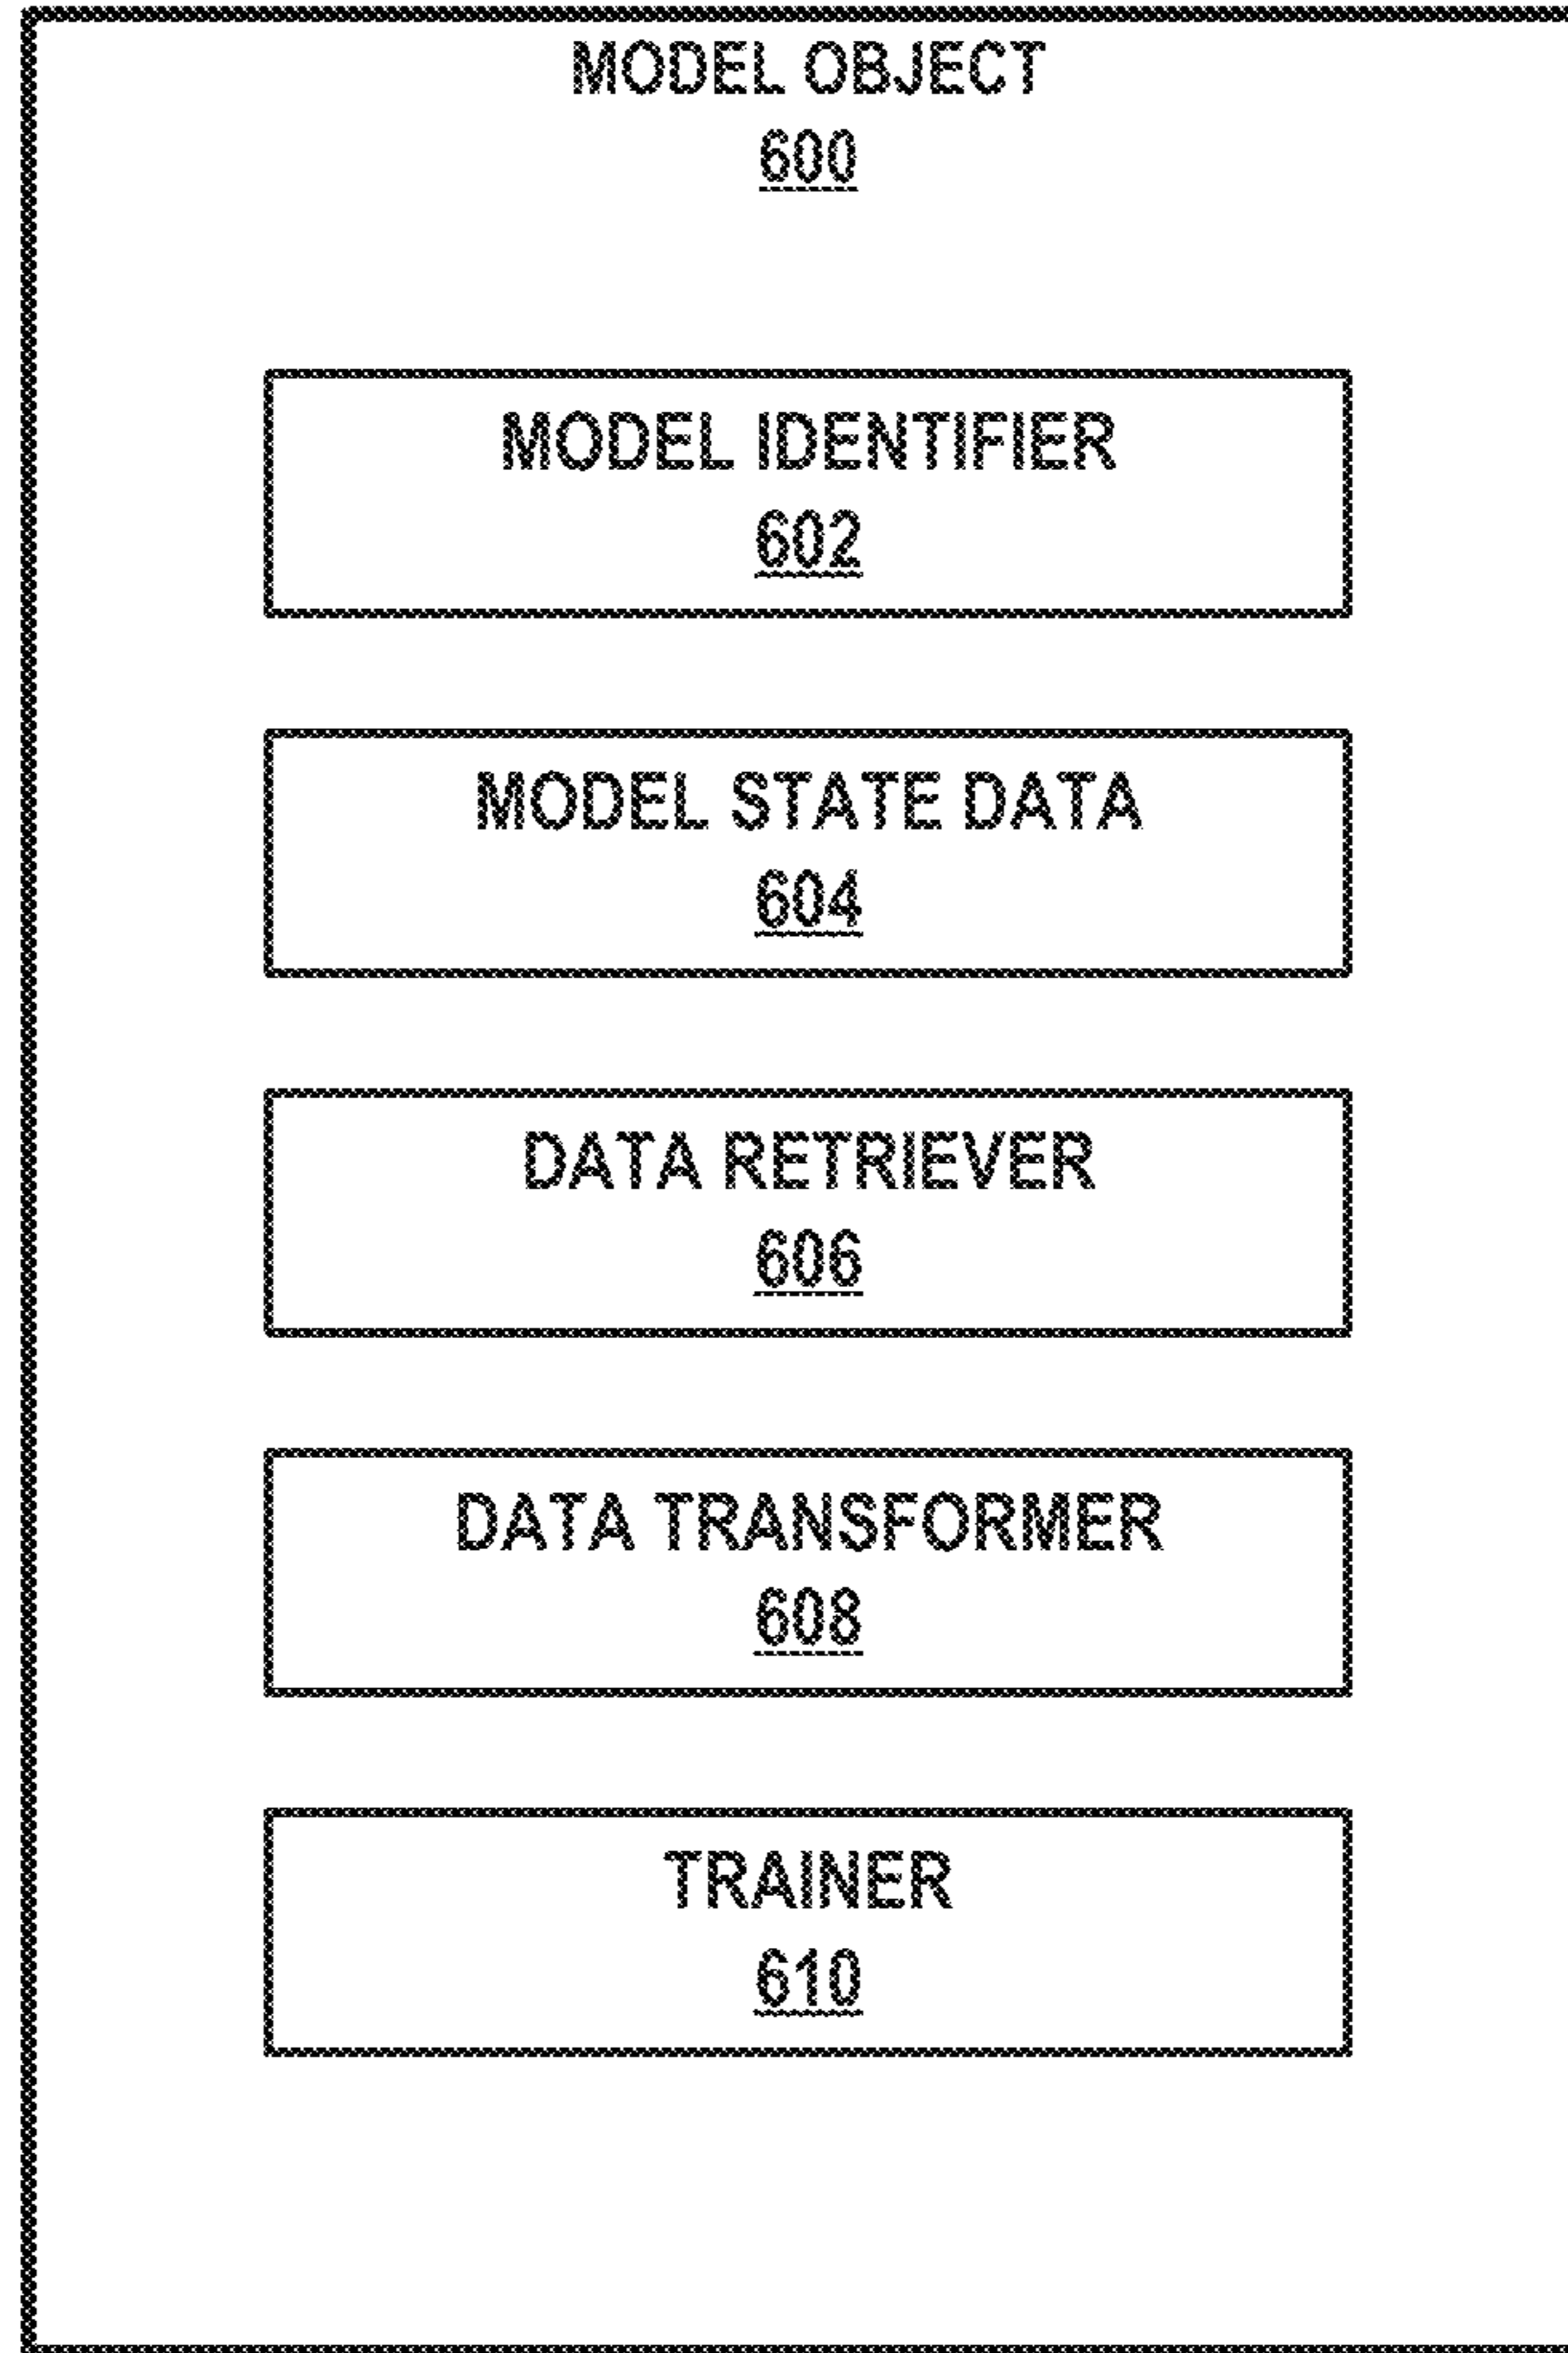 MODEL OBJECT
600
MODEL IDENTIFIER
602
MODEL STATE DATA
604
DATA RETRIEVER
606
DATA TRANSFORMER
608
TRAINER
610